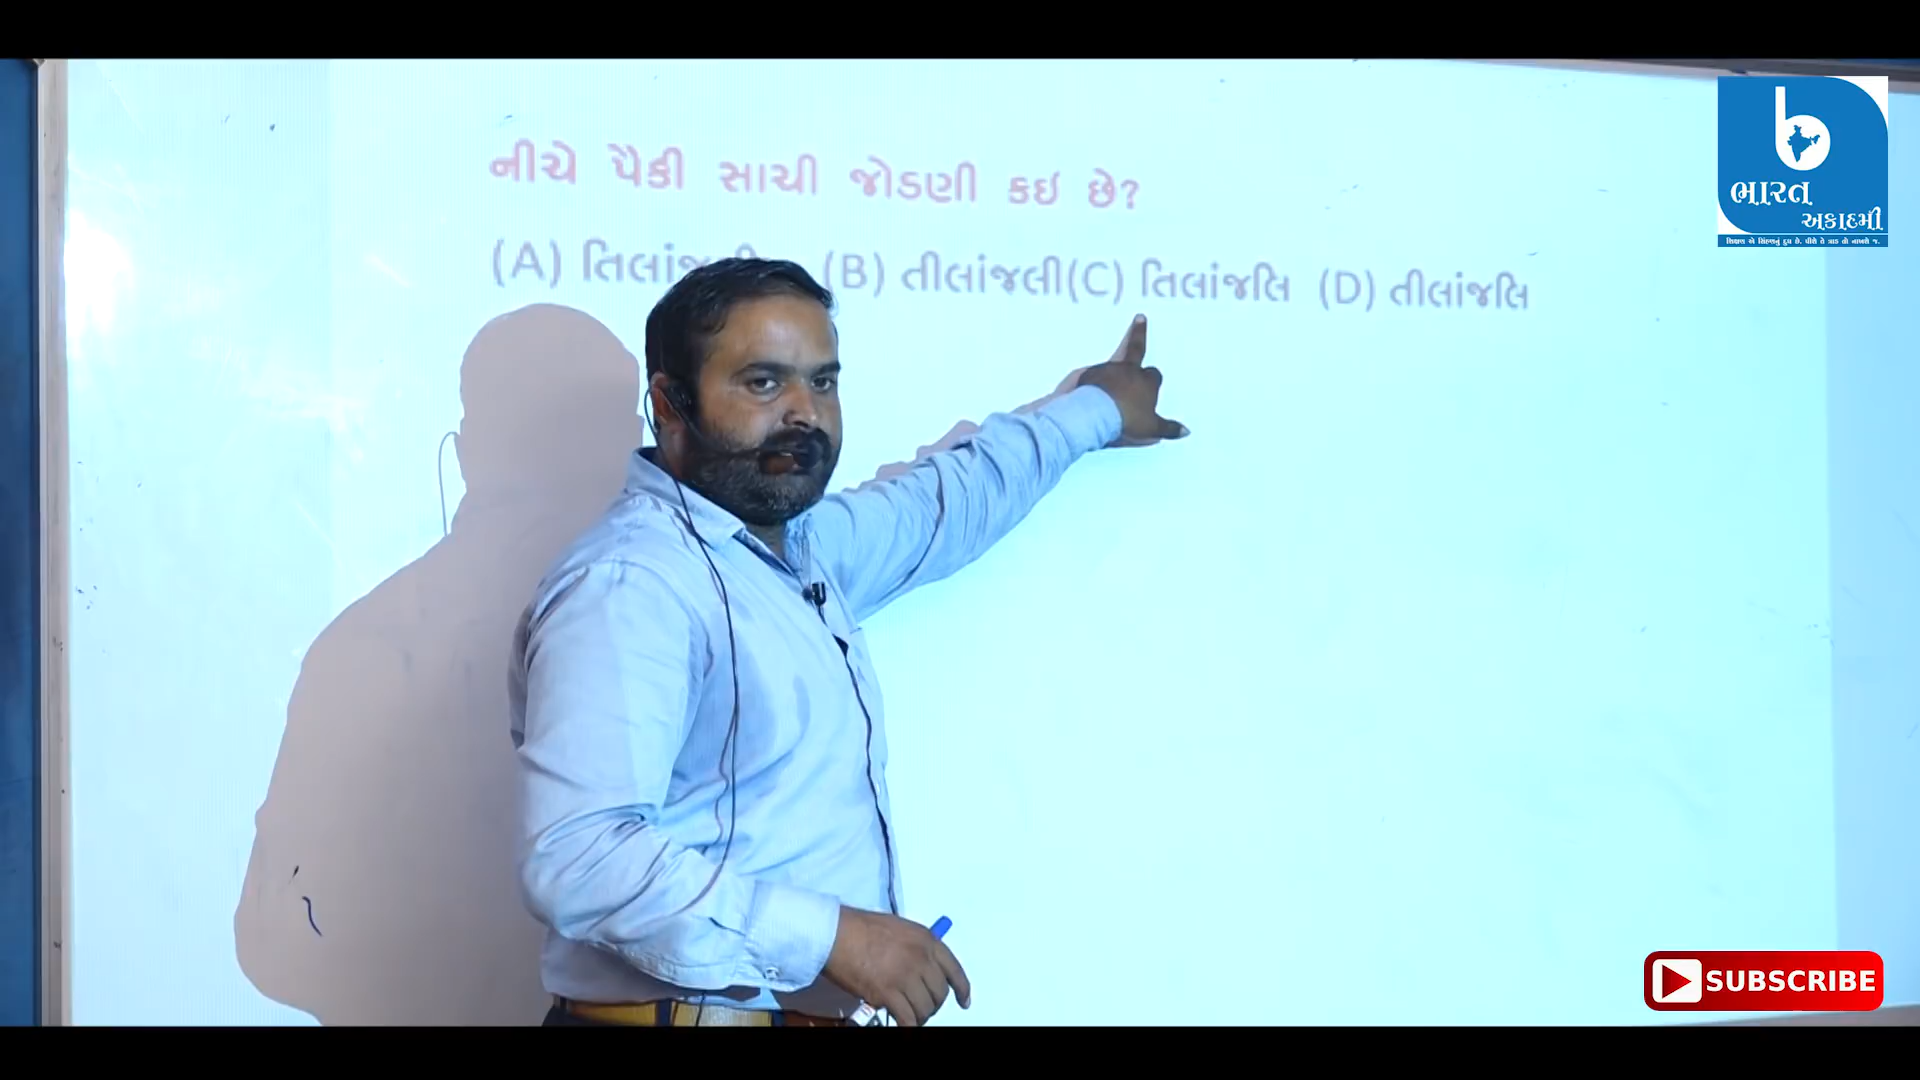 નીચે પૈકી સાચી જોડણી કઇ છે?
(A) (B) તીલાંજલી (C) તિલાંજલિ (D) તીલાંજલિ
ભારત
અકાદમી
SUBSCRIBE